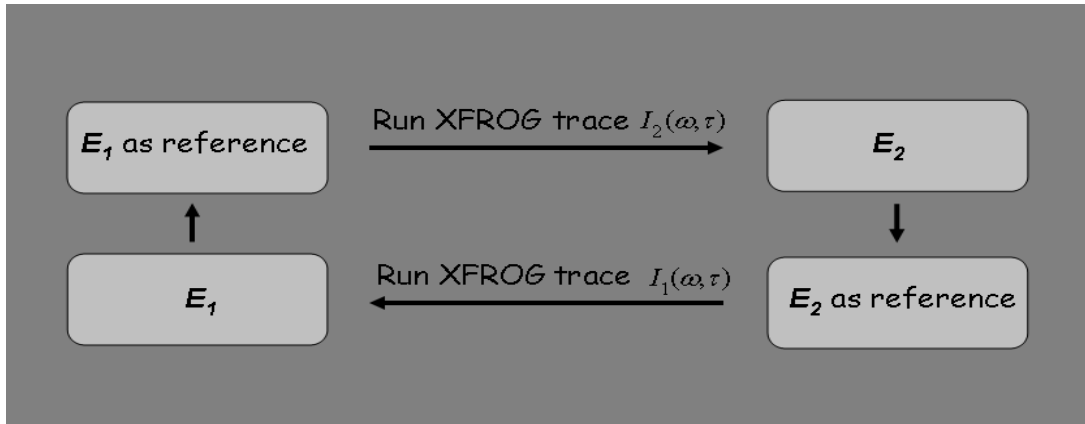 Run XFROG trace I₂(ω,τ)
E₁ as reference
E₂
Run XFROG trace I₁(ω,τ)
E₁
E₂ as reference